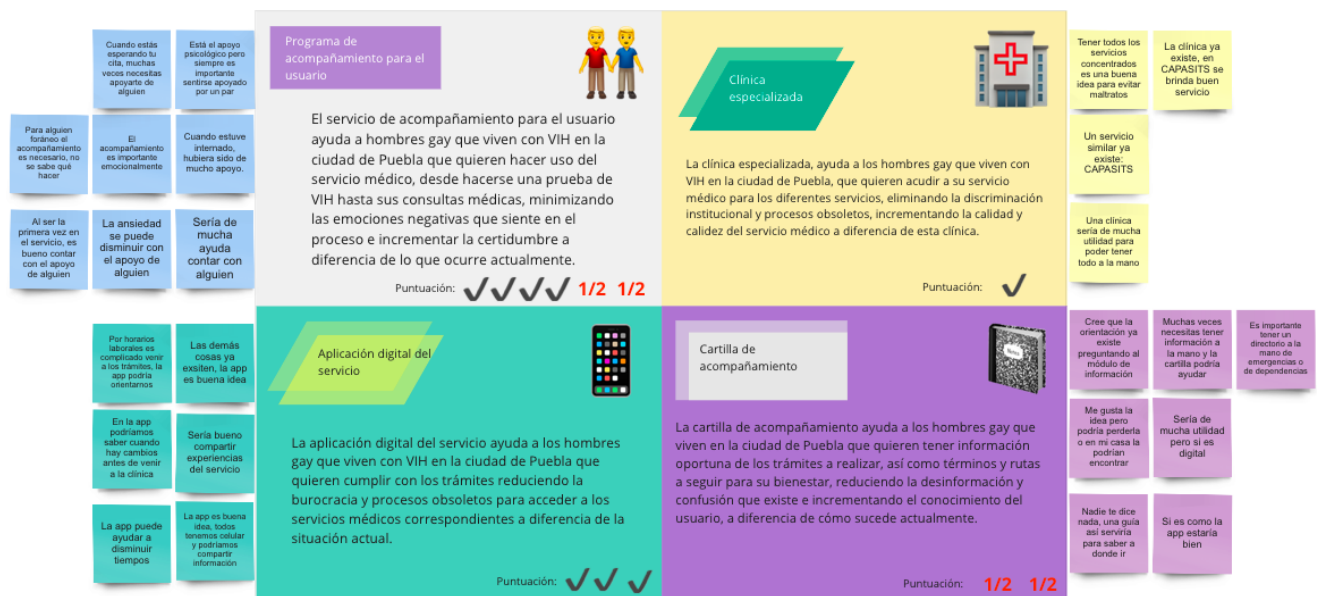 Cuando estás
esperando tu
cita, muchas
veces necesitas
apoyarte de
alguien
Está el apoyo
psicológico pero
siempre es
importante
sentirse apoyado
por un par
Para alguien
foráneo el
acompañamiento
es necesario, no
se sabe qué
hacer
El
acompañamiento
es importante
emocionalmente
Cuando estuve
internado,
hubiera sido de
mucho apoyo.
Al ser la
primera vez en
el servicio, es
bueno contar
con el apoyo
de alguien
La ansiedad
se puede
disminuir con
el apoyo de
alguien
Sería de
mucha
ayuda
contar con
alguien
Programa de
acompañamiento para el
usuario
El servicio de acompañamiento para el usuario
ayuda a hombres gay que viven con VIH en la
ciudad de Puebla que quieren hacer uso del
servicio médico, desde hacerse una prueba de
VIH hasta sus consultas médicas, minimizando
las emociones negativas que siente en el
proceso e incrementar la certidumbre a
diferencia de lo que ocurre actualmente.
Puntuación: ✔✔✔✔ 1/2 1/2
Clínica
especializada
La clínica especializada, ayuda a los hombres gay que viven con
VIH en la ciudad de Puebla, que quieren acudir a su servicio
médico para los diferentes servicios, eliminando la discriminación
institucional y procesos obsoletos, incrementando la calidad y
calidez del servicio médico a diferencia de esta clínica.
Puntuación: ✔
Tener todos los
servicios
concentrados
es una buena
idea para evitar
maltratos
La clínica ya
existe, en
CAPASITS se
brinda buen
servicio
Un servicio
similar ya
existe:
CAPASITS
Una clínica
sería de mucha
utilidad para
poder tener
todo a la mano
Por horarios
laborales es
complicado venir
a los trámites, la
app podría
orientarnos
Las demás
cosas ya
exsiten, la app
es buena idea
En la app
podríamos
saber cuando
hay cambios
antes de venir
a la clínica
Sería bueno
compartir
experiencias
del servicio
La app puede
ayudar a
disminuir
tiempos
La app es buena
idea, todos
tenemos celular
y podríamos
compartir
información
Aplicación digital del
servicio
La aplicación digital del servicio ayuda a los hombres
gay que viven con VIH en la ciudad de Puebla que
quieren cumplir con los trámites reduciendo la
burocracia y procesos obsoletos para acceder a los
servicios médicos correspondientes a diferencia de la
situación actual.
Puntuación: ✔✔✔
Cartilla de
acompañamiento
La cartilla de acompañamiento ayuda a los hombres gay que
viven en la ciudad de Puebla que quieren tener información
oportuna de los trámites a realizar, así como términos y rutas
a seguir para su bienestar, reduciendo la desinformación y
confusión que existe e incrementando el conocimiento del
usuario, a diferencia de cómo sucede actualmente.
Puntuación: 1/2 1/2
Cree que la
orientación ya
existe
preguntando al
módulo de
información
Muchas veces
necesitas tener
información a
la mano y la
cartilla podría
ayudar
Es importante
tener un
directorio a la
mano de
emergencias o
de dependencias
Me gusta la
idea pero
podría perderla
o en mi casa la
podrían
encontrar
Sería de
mucha utilidad
pero si es
digital
Nadie te dice
nada, una guía
así serviría
para saber a
donde ir
Si es como la
app estaría
bien